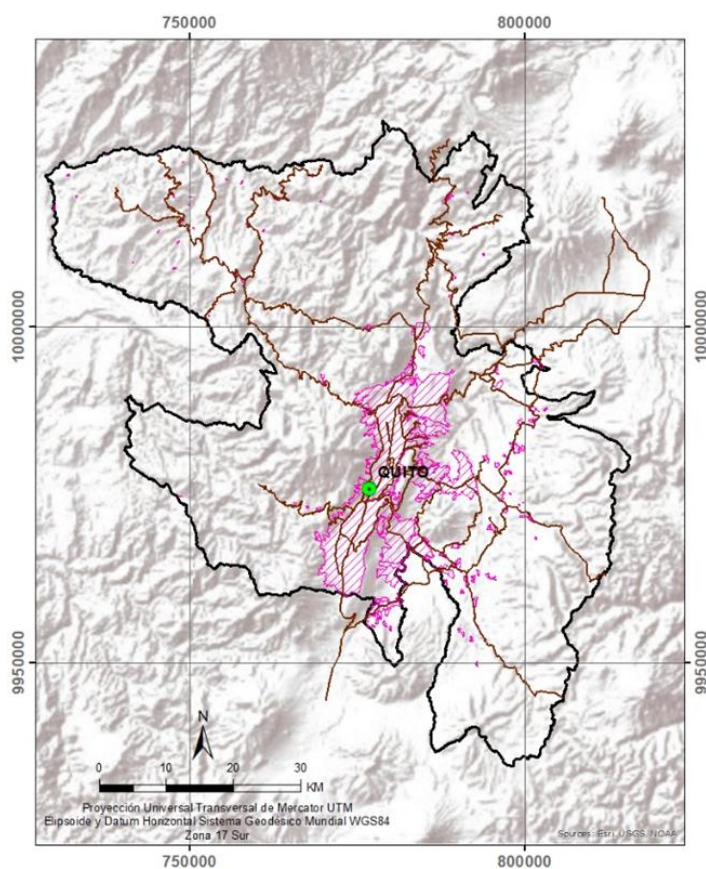 750000 800000
10000000 10000000
QUITO
9950000 9950000
N
0 10 20 30
KM
Proyección Universal Transversal de Mercator UTM
Elipsoide y Datum Horizontal Sistema Geodésico Mundial WGS84
Zona 17 Sur
Sources: Esri, USGS, NOAA
750000 800000